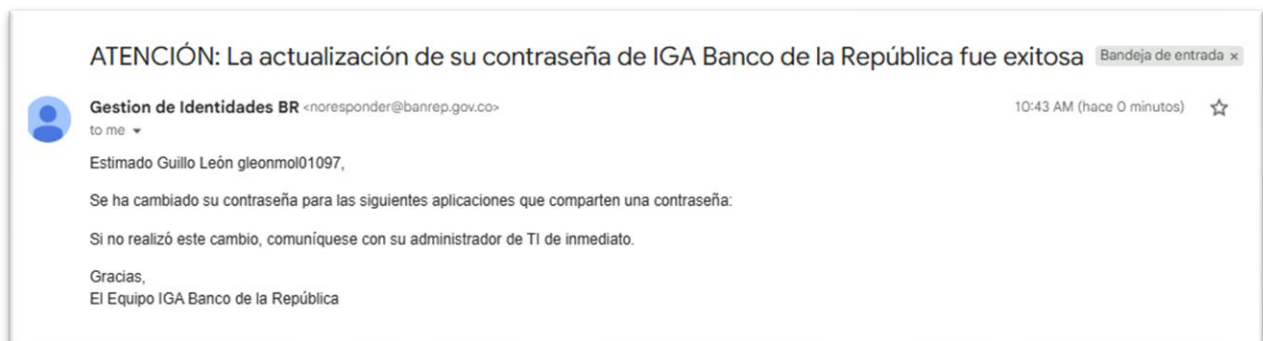 ATENCIÓN: La actualización de su contraseña de IGA Banco de la República fue exitosa Bandeja de entrada x
Gestion de Identidades BR <noresponder@banrep.gov.co> 10:43 AM (hace 0 minutos)
to me
Estimado Guillo León gleonmol01097,
Se ha cambiado su contraseña para las siguientes aplicaciones que comparten una contraseña:
Si no realizó este cambio, comuníquese con su administrador de TI de inmediato.
Gracias,
El Equipo IGA Banco de la República